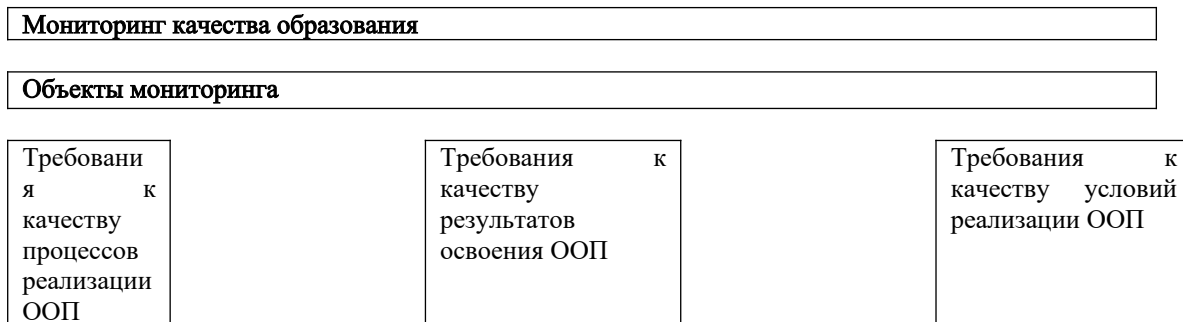 Мониторинг качества образования
Объекты мониторинга
Требовани
я к
качеству
процессов
реализации
ООП
Требования к
качеству
результатов
освоения ООП
Требования к
качеству условий
реализации ООП